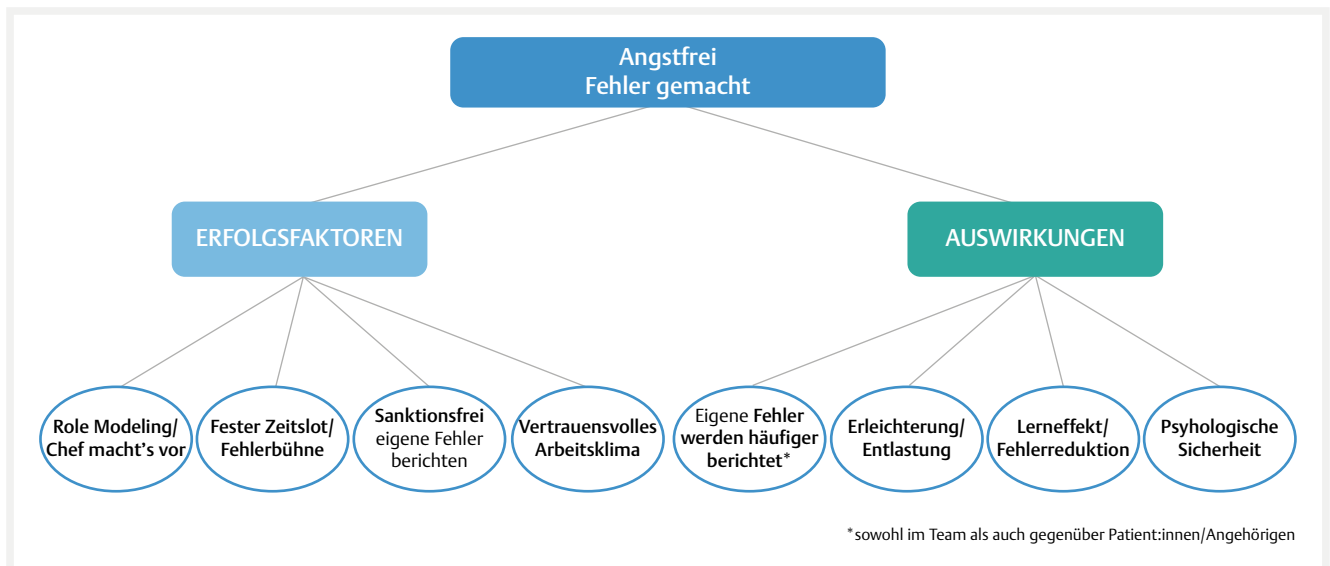 Angstfrei
Fehler gemacht
ERFOLGSFAKTOREN
AUSWIRKUNGEN
Role Modeling/
Chef macht's vor
Fester Zeitslot/
Fehlerbühne
Sanktionsfrei
eigene Fehler
berichten
Vertrauensvolles
Arbeitsklima
Eigene Fehler
werden häufiger
berichtet*
Erleichterung/
Entlastung
Lerneffekt/
Fehlerreduktion
Psyhologische
Sicherheit
*sowohl im Team als auch gegenüber Patient:innen/Angehörigen